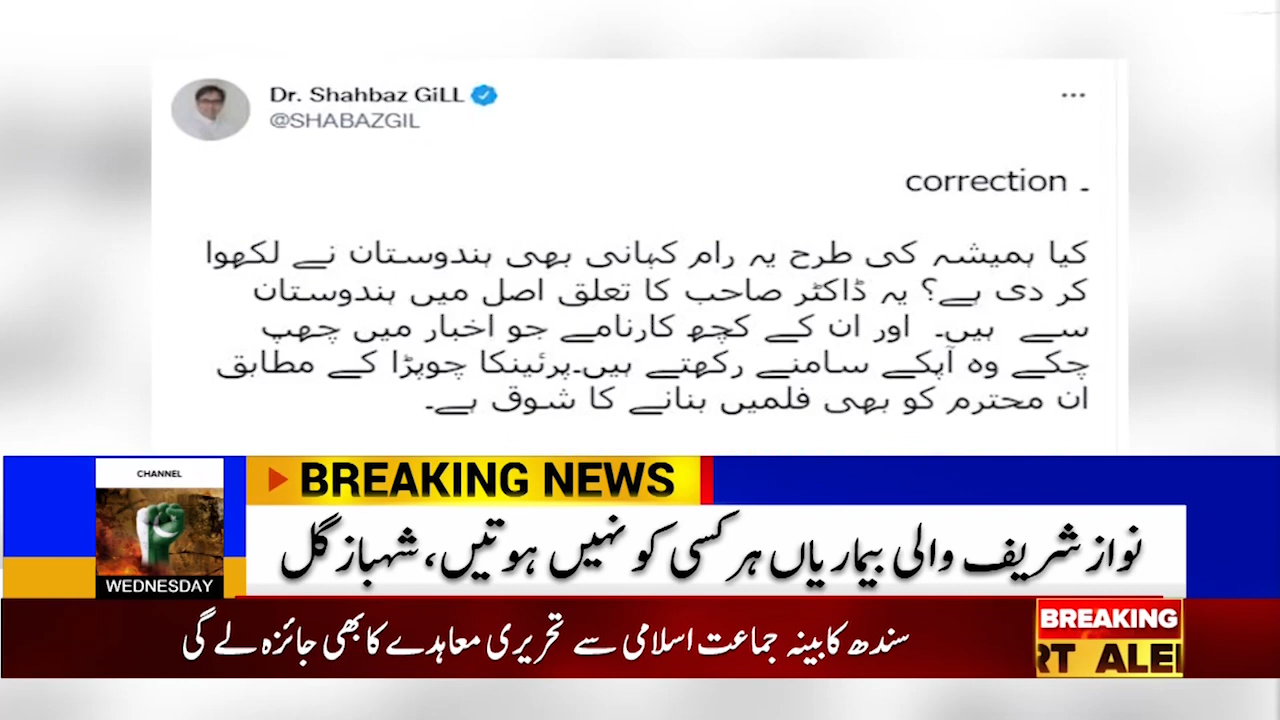 Dr. Shahbaz GiLL
@SHABAZGIL
correction ۔
کیا ہمیشہ کی طرح یہ رام کہانی بھی ہندوستان نے لکھوا
کر دی ہے؟ یہ ڈاکٹر صاحب کا تعلق اصل میں ہندوستان
سے ہیں۔ اور ان کے کچھ کارنامے جو اخبار میں چھپ
چکے وہ آپکے سامنے رکھتے ہیں۔پرئینکا چوپڑا کے مطابق
ان محترم کو بھی فلمیں بنانے کا شوق ہے۔
CHANNEL
WEDNESDAY
BREAKING NEWS
نواز شریف والی بیماریاں ہر کسی کو نہیں ہوتیں، شہباز گل
سندھ کابینہ جماعت اسلامی سے تحریری معاہدے کا بھی جائزہ لے گی
BREAKING
RT ALE